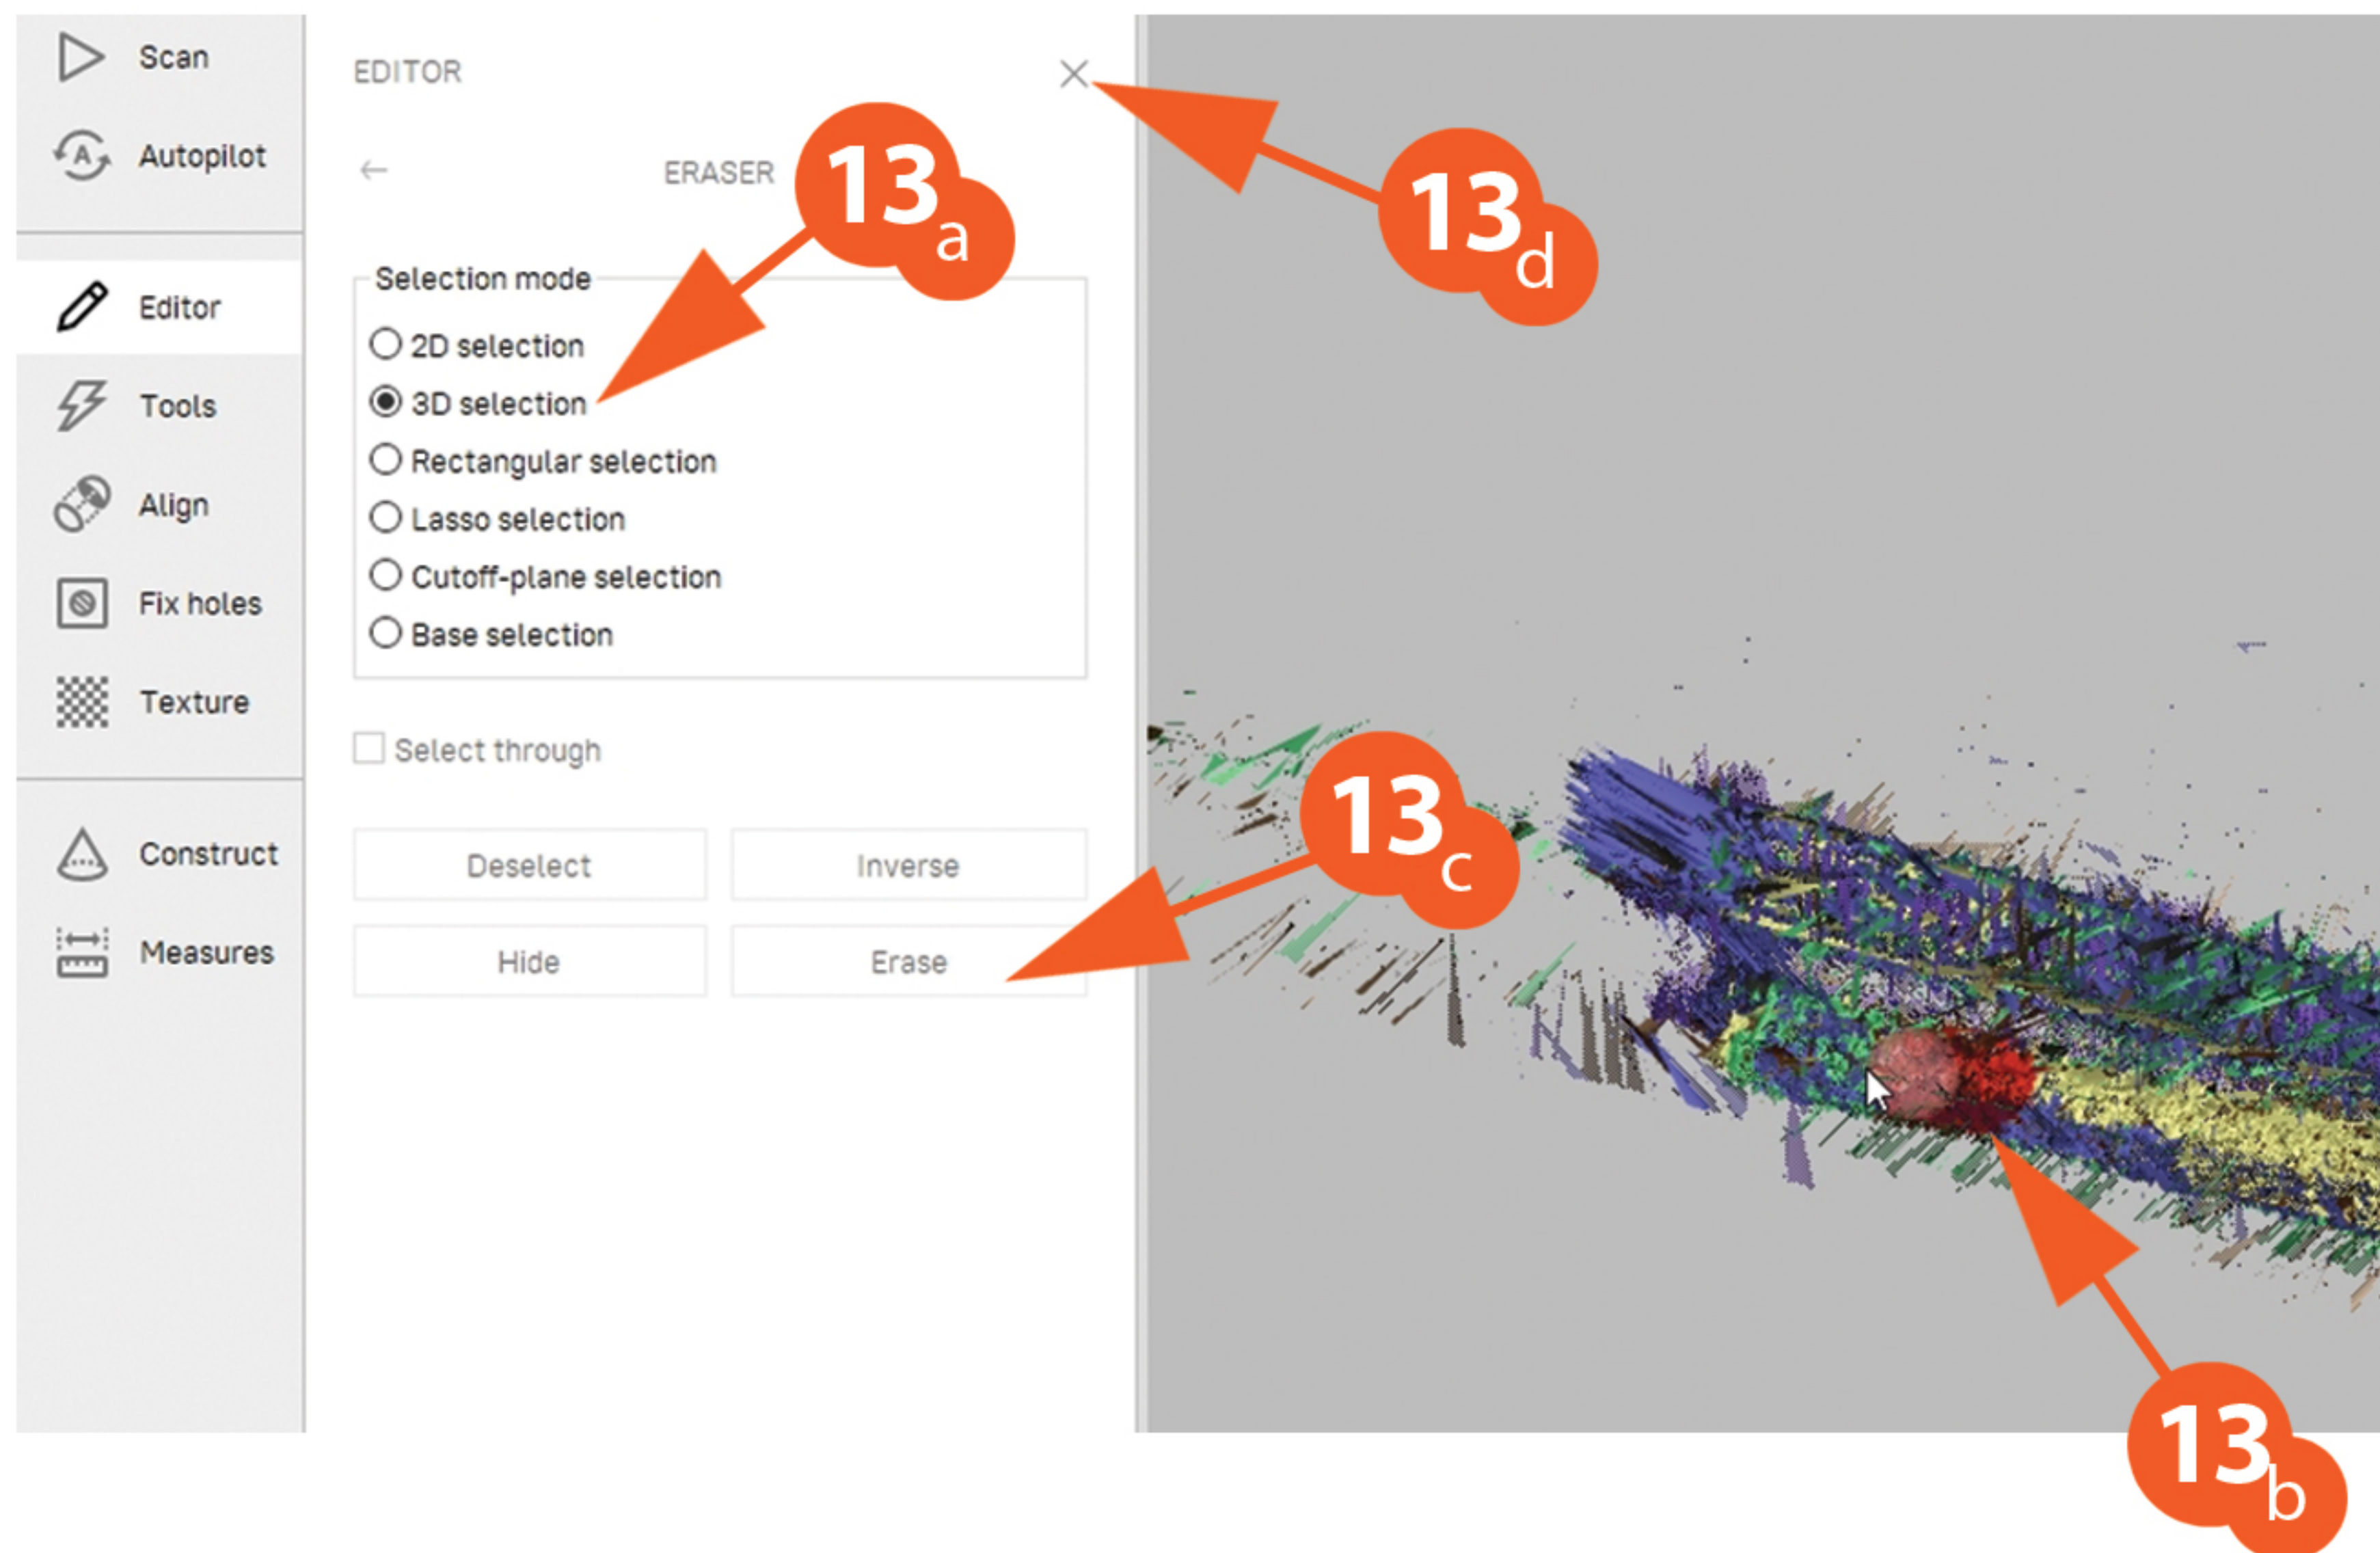 Scan
Autopilot
Editor
Tools
Align
Fix holes
Texture
Construct
Measures
EDITOR
ERASER
Selection mode
2D selection
3D selection
Rectangular selection
Lasso selection
Cutoff-plane selection
Base selection
Select through
Deselect Inverse
Hide Erase
13a
13d
13c
13b